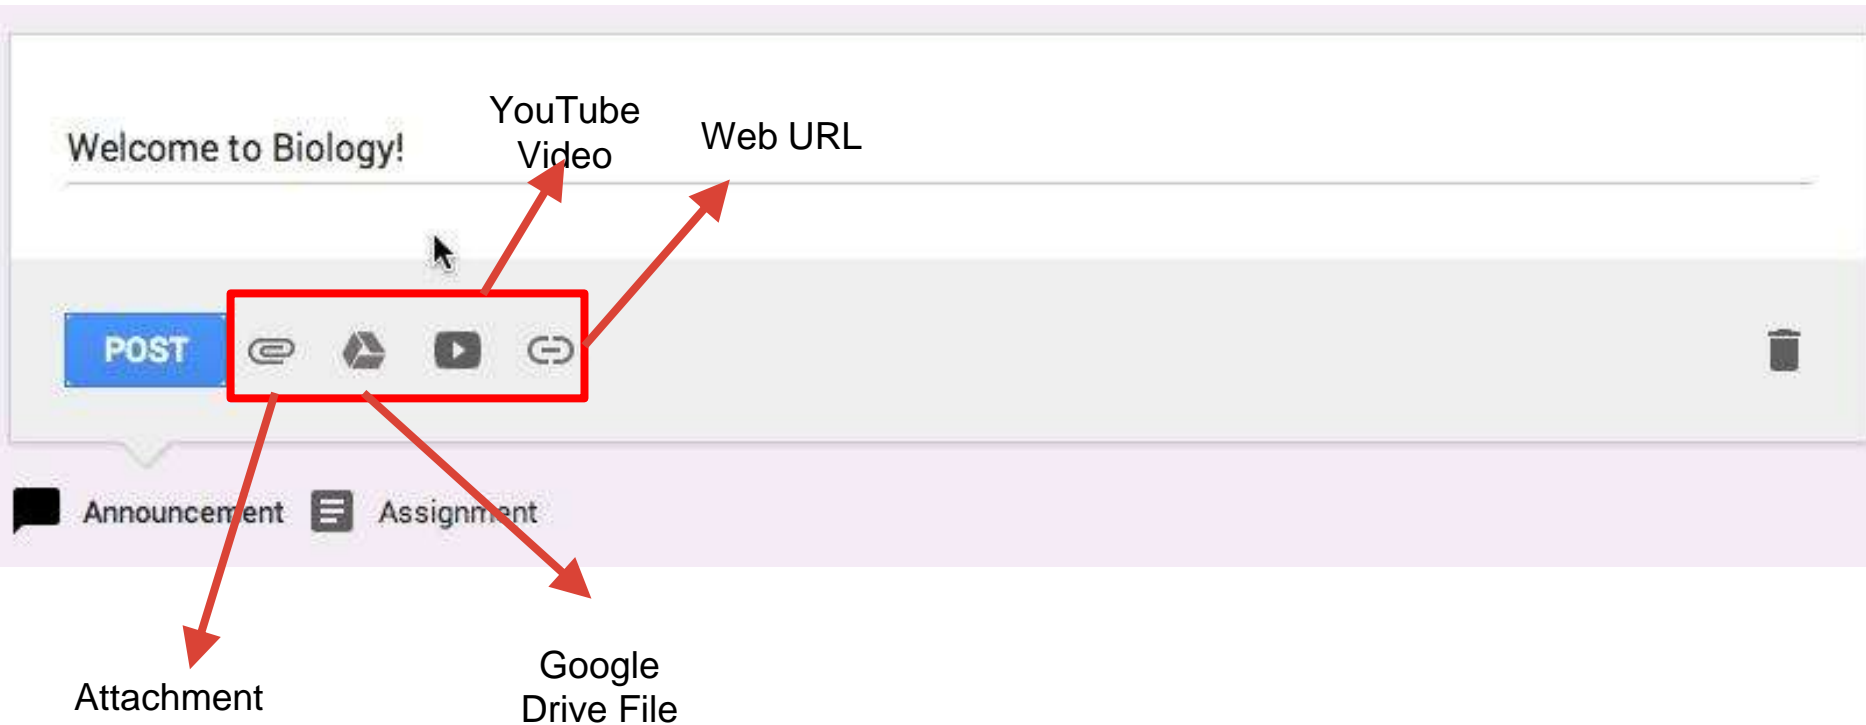 YouTube
Video
Web URL
Welcome to Biology!
POST
Announcement
Assignment
Attachment
Google
Drive File